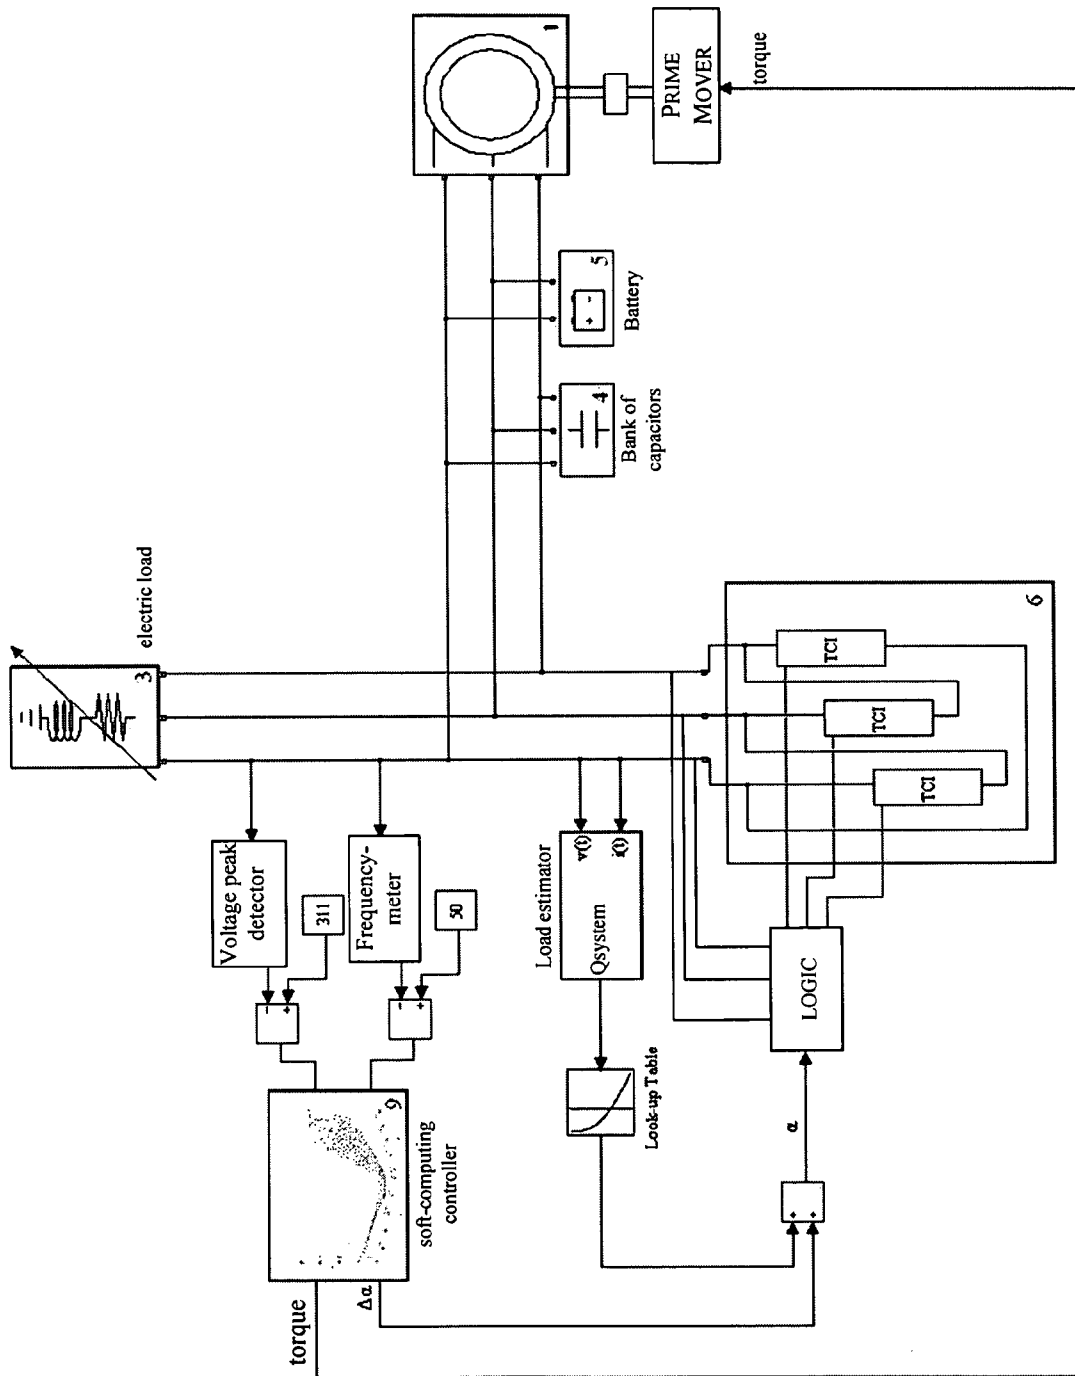 3
electric load
Voltage peak
detector
311
-
+
Frequency-
meter
50
-
+
torque
Δα
9
soft-computing
controller
Load estimator
v(t)
i(t)
Qsystem
Look-up Table
+
+
α
LOGIC
TCI
TCI
TCI
6
4
Bank of
capacitors
+ -
5
Battery
1
PRIME
MOVER
torque